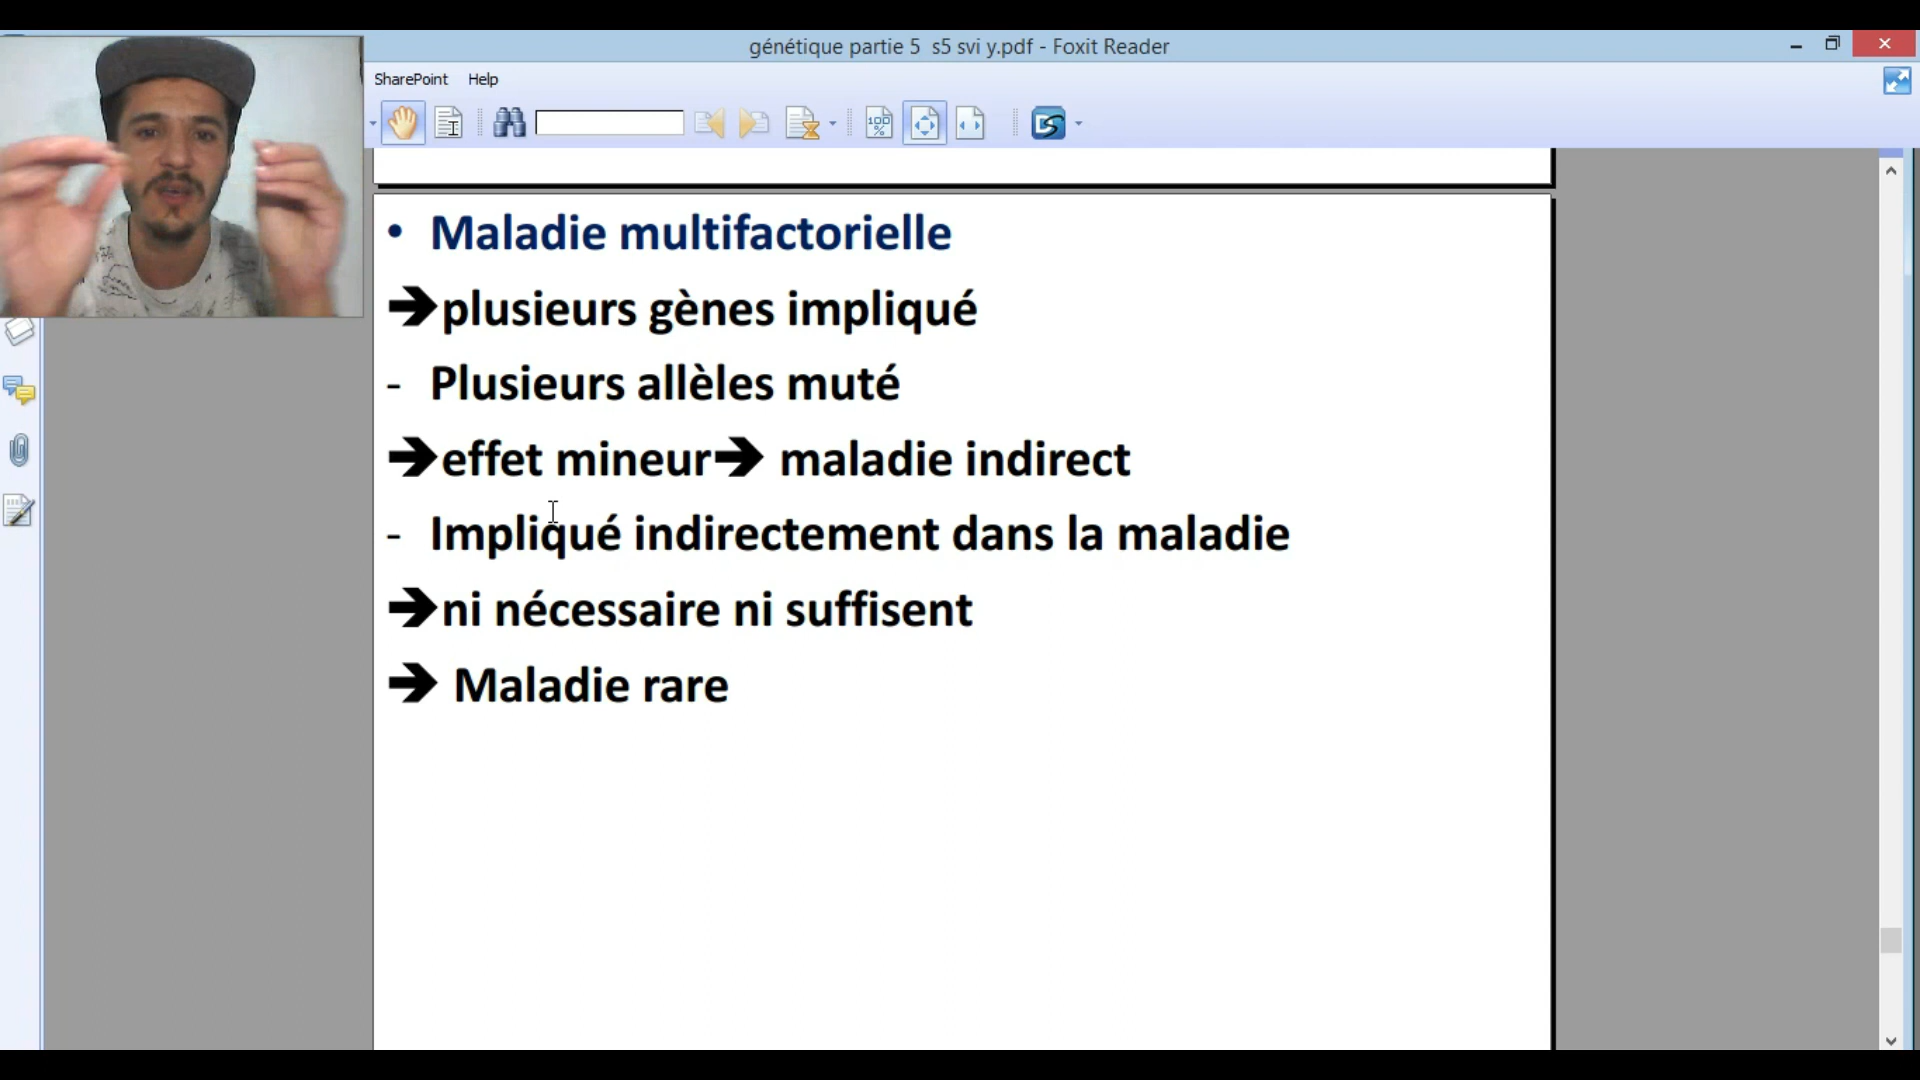 génétique partie 5 s5 svi y.pdf - Foxit Reader
SharePoint Help
100 %
• Maladie multifactorielle
➔plusieurs gènes impliqué
- Plusieurs allèles muté
➔effet mineur➔ maladie indirect
- Impliqué indirectement dans la maladie
➔ni nécessaire ni suffisent
➔ Maladie rare